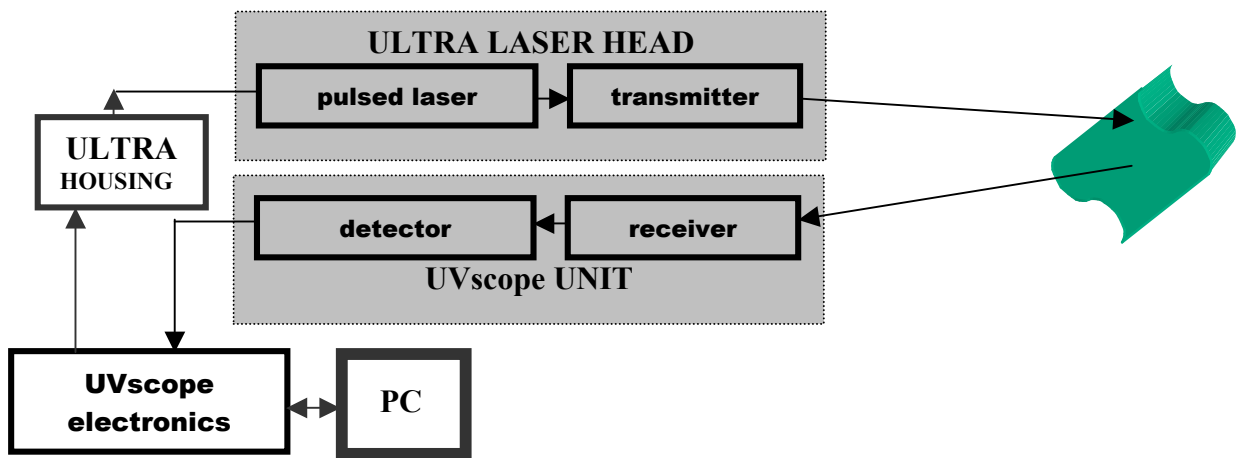 ULTRA LASER HEAD
pulsed laser
transmitter
ULTRA
HOUSING
detector
receiver
UVscope UNIT
UVscope
electronics
PC